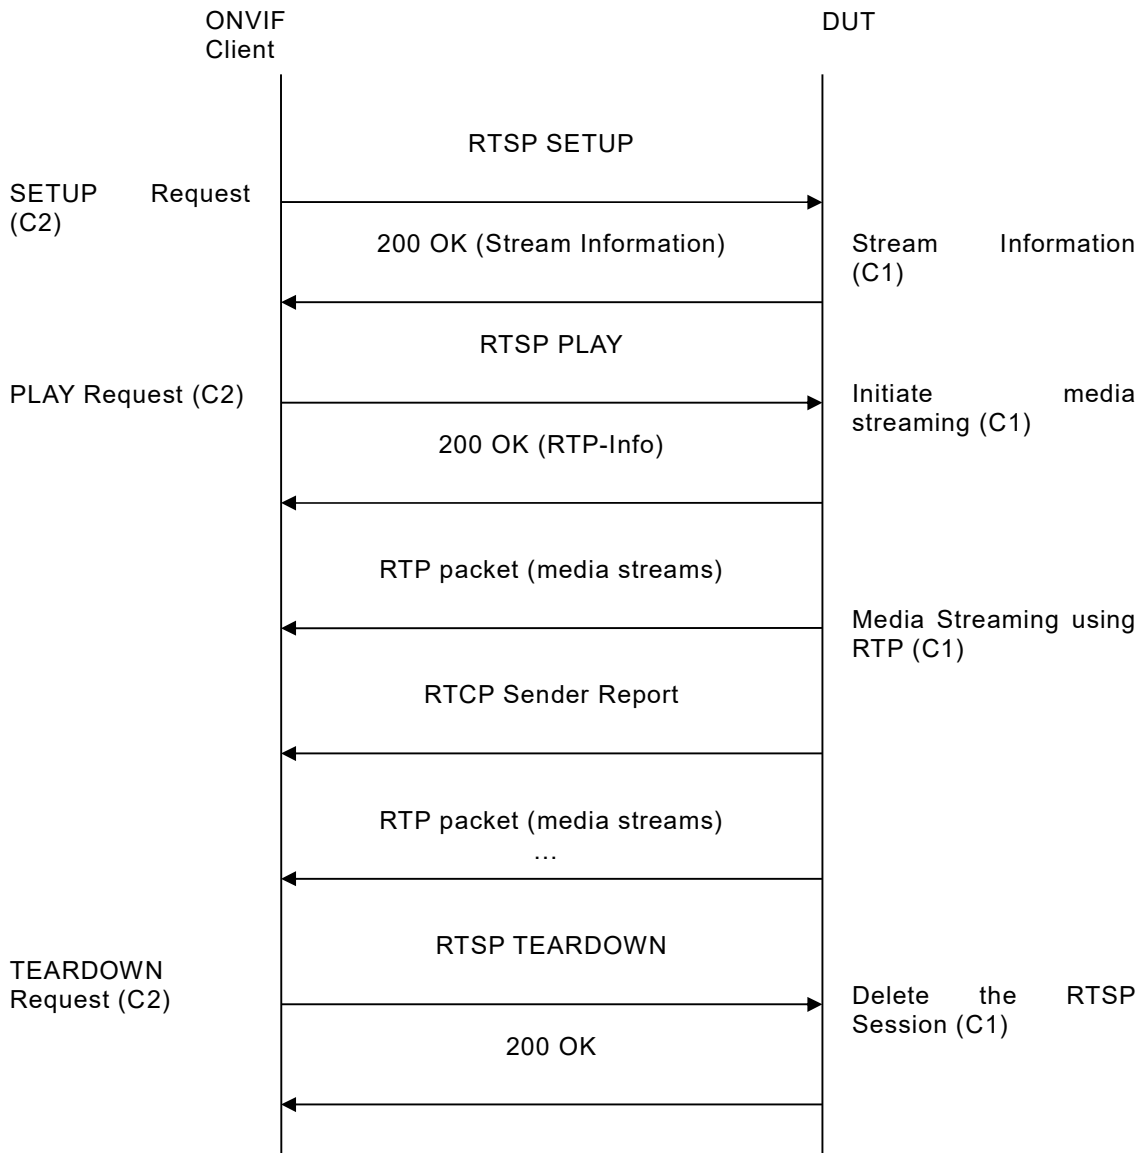 ONVIF
Client
DUT
RTSP SETUP
SETUP Request
(C2)
200 OK (Stream Information)
Stream Information
(C1)
RTSP PLAY
PLAY Request (C2)
Initiate media
streaming (C1)
200 OK (RTP-Info)
RTP packet (media streams)
Media Streaming using
RTP (C1)
RTCP Sender Report
RTP packet (media streams)
...
RTSP TEARDOWN
TEARDOWN
Request (C2)
Delete the RTSP
Session (C1)
200 OK